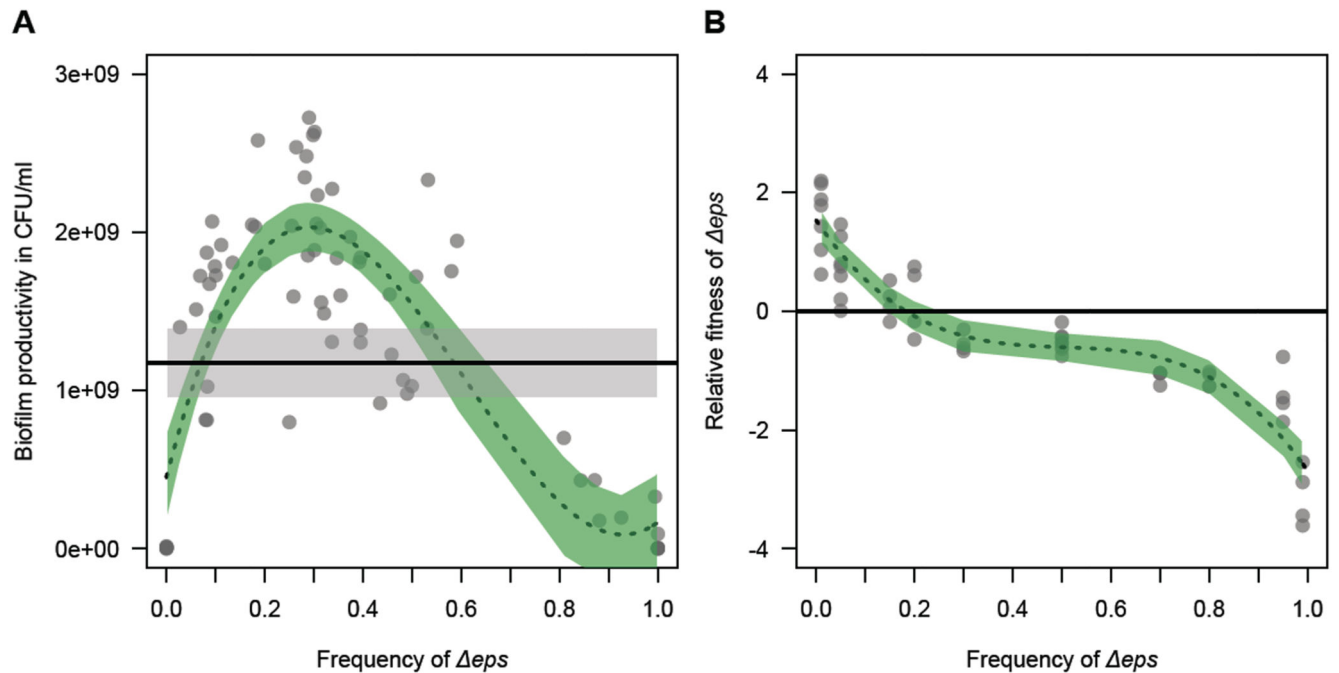 A
Biofilm productivity in CFU/ml
3e+09
2e+09
1e+09
0e+00
0.0 0.2 0.4 0.6 0.8 1.0
Frequency of Δeps
B
Relative fitness of Δeps
4
2
0
-2
-4
0.0 0.2 0.4 0.6 0.8 1.0
Frequency of Δeps